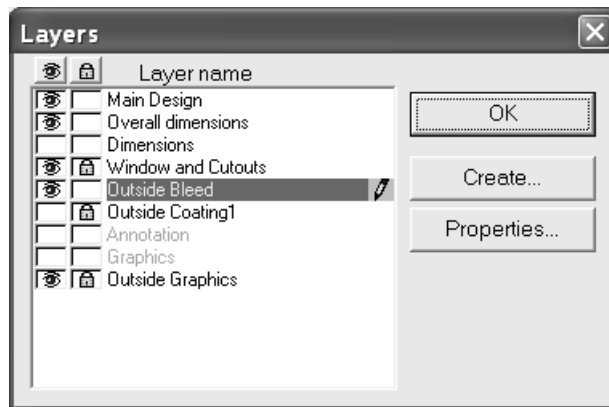 Layers
Layer name
Main Design
Overall dimensions
Dimensions
Window and Cutouts
Outside Bleed
Outside Coating1
Annotation
Graphics
Outside Graphics
OK
Create...
Properties...